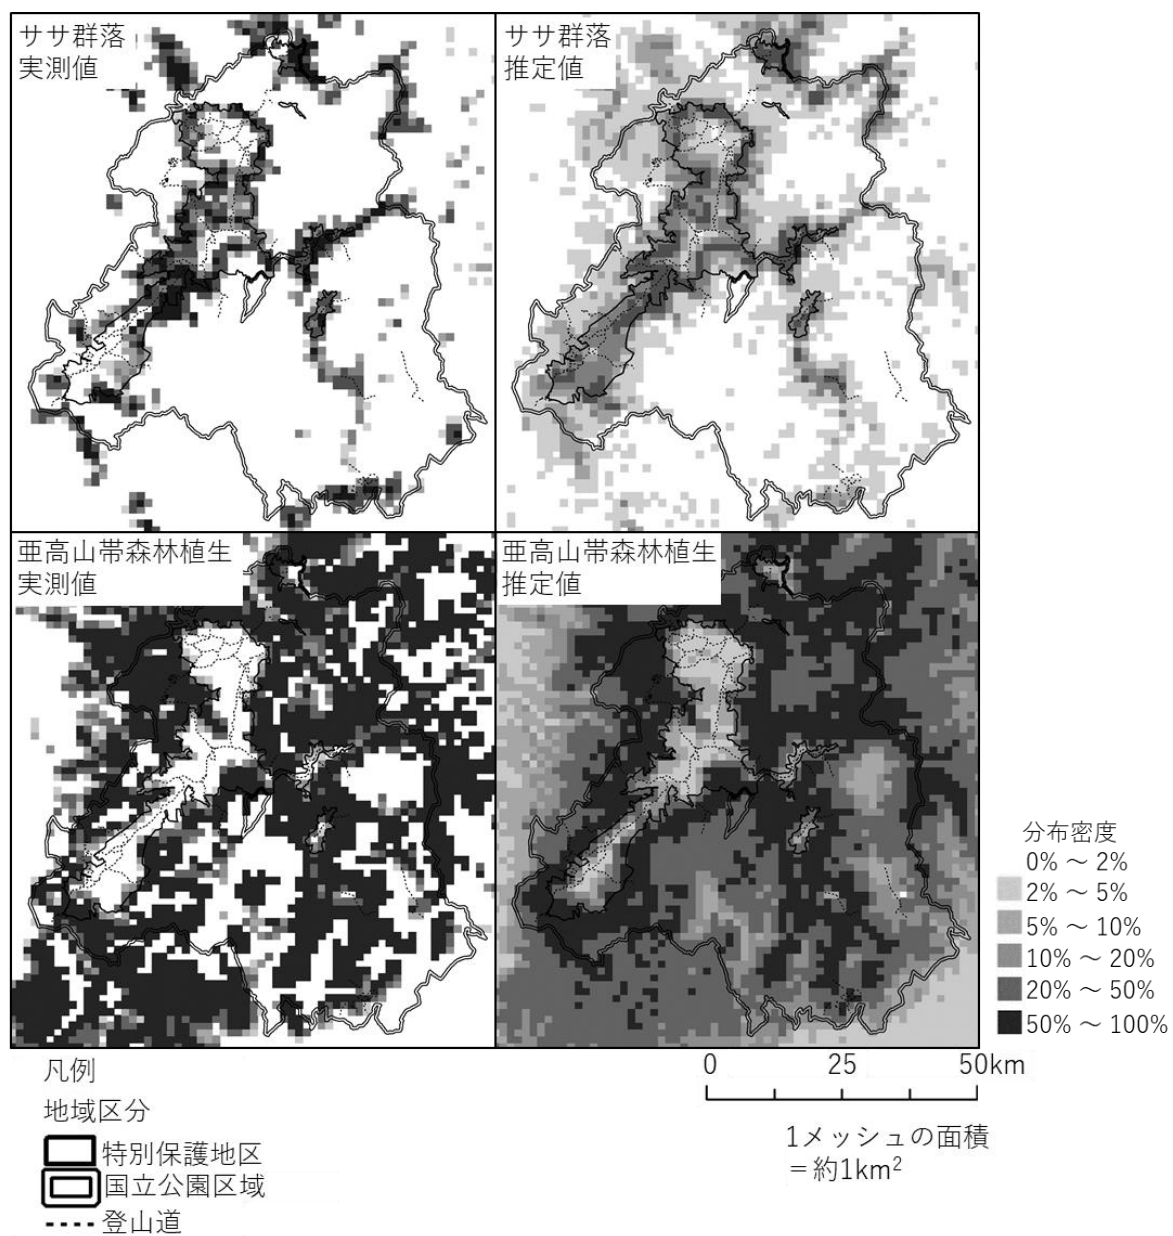 ササ群落
実測値
ササ群落
推定値
亜高山帯森林植生
実測値
亜高山帯森林植生
推定値
分布密度
0% ～ 2%
2% ～ 5%
5% ～ 10%
10% ～ 20%
20% ～ 50%
50% ～ 100%
凡例
地域区分
特別保護地区
国立公園区域
登山道
0 25 50km
1メッシュの面積
＝約1km²